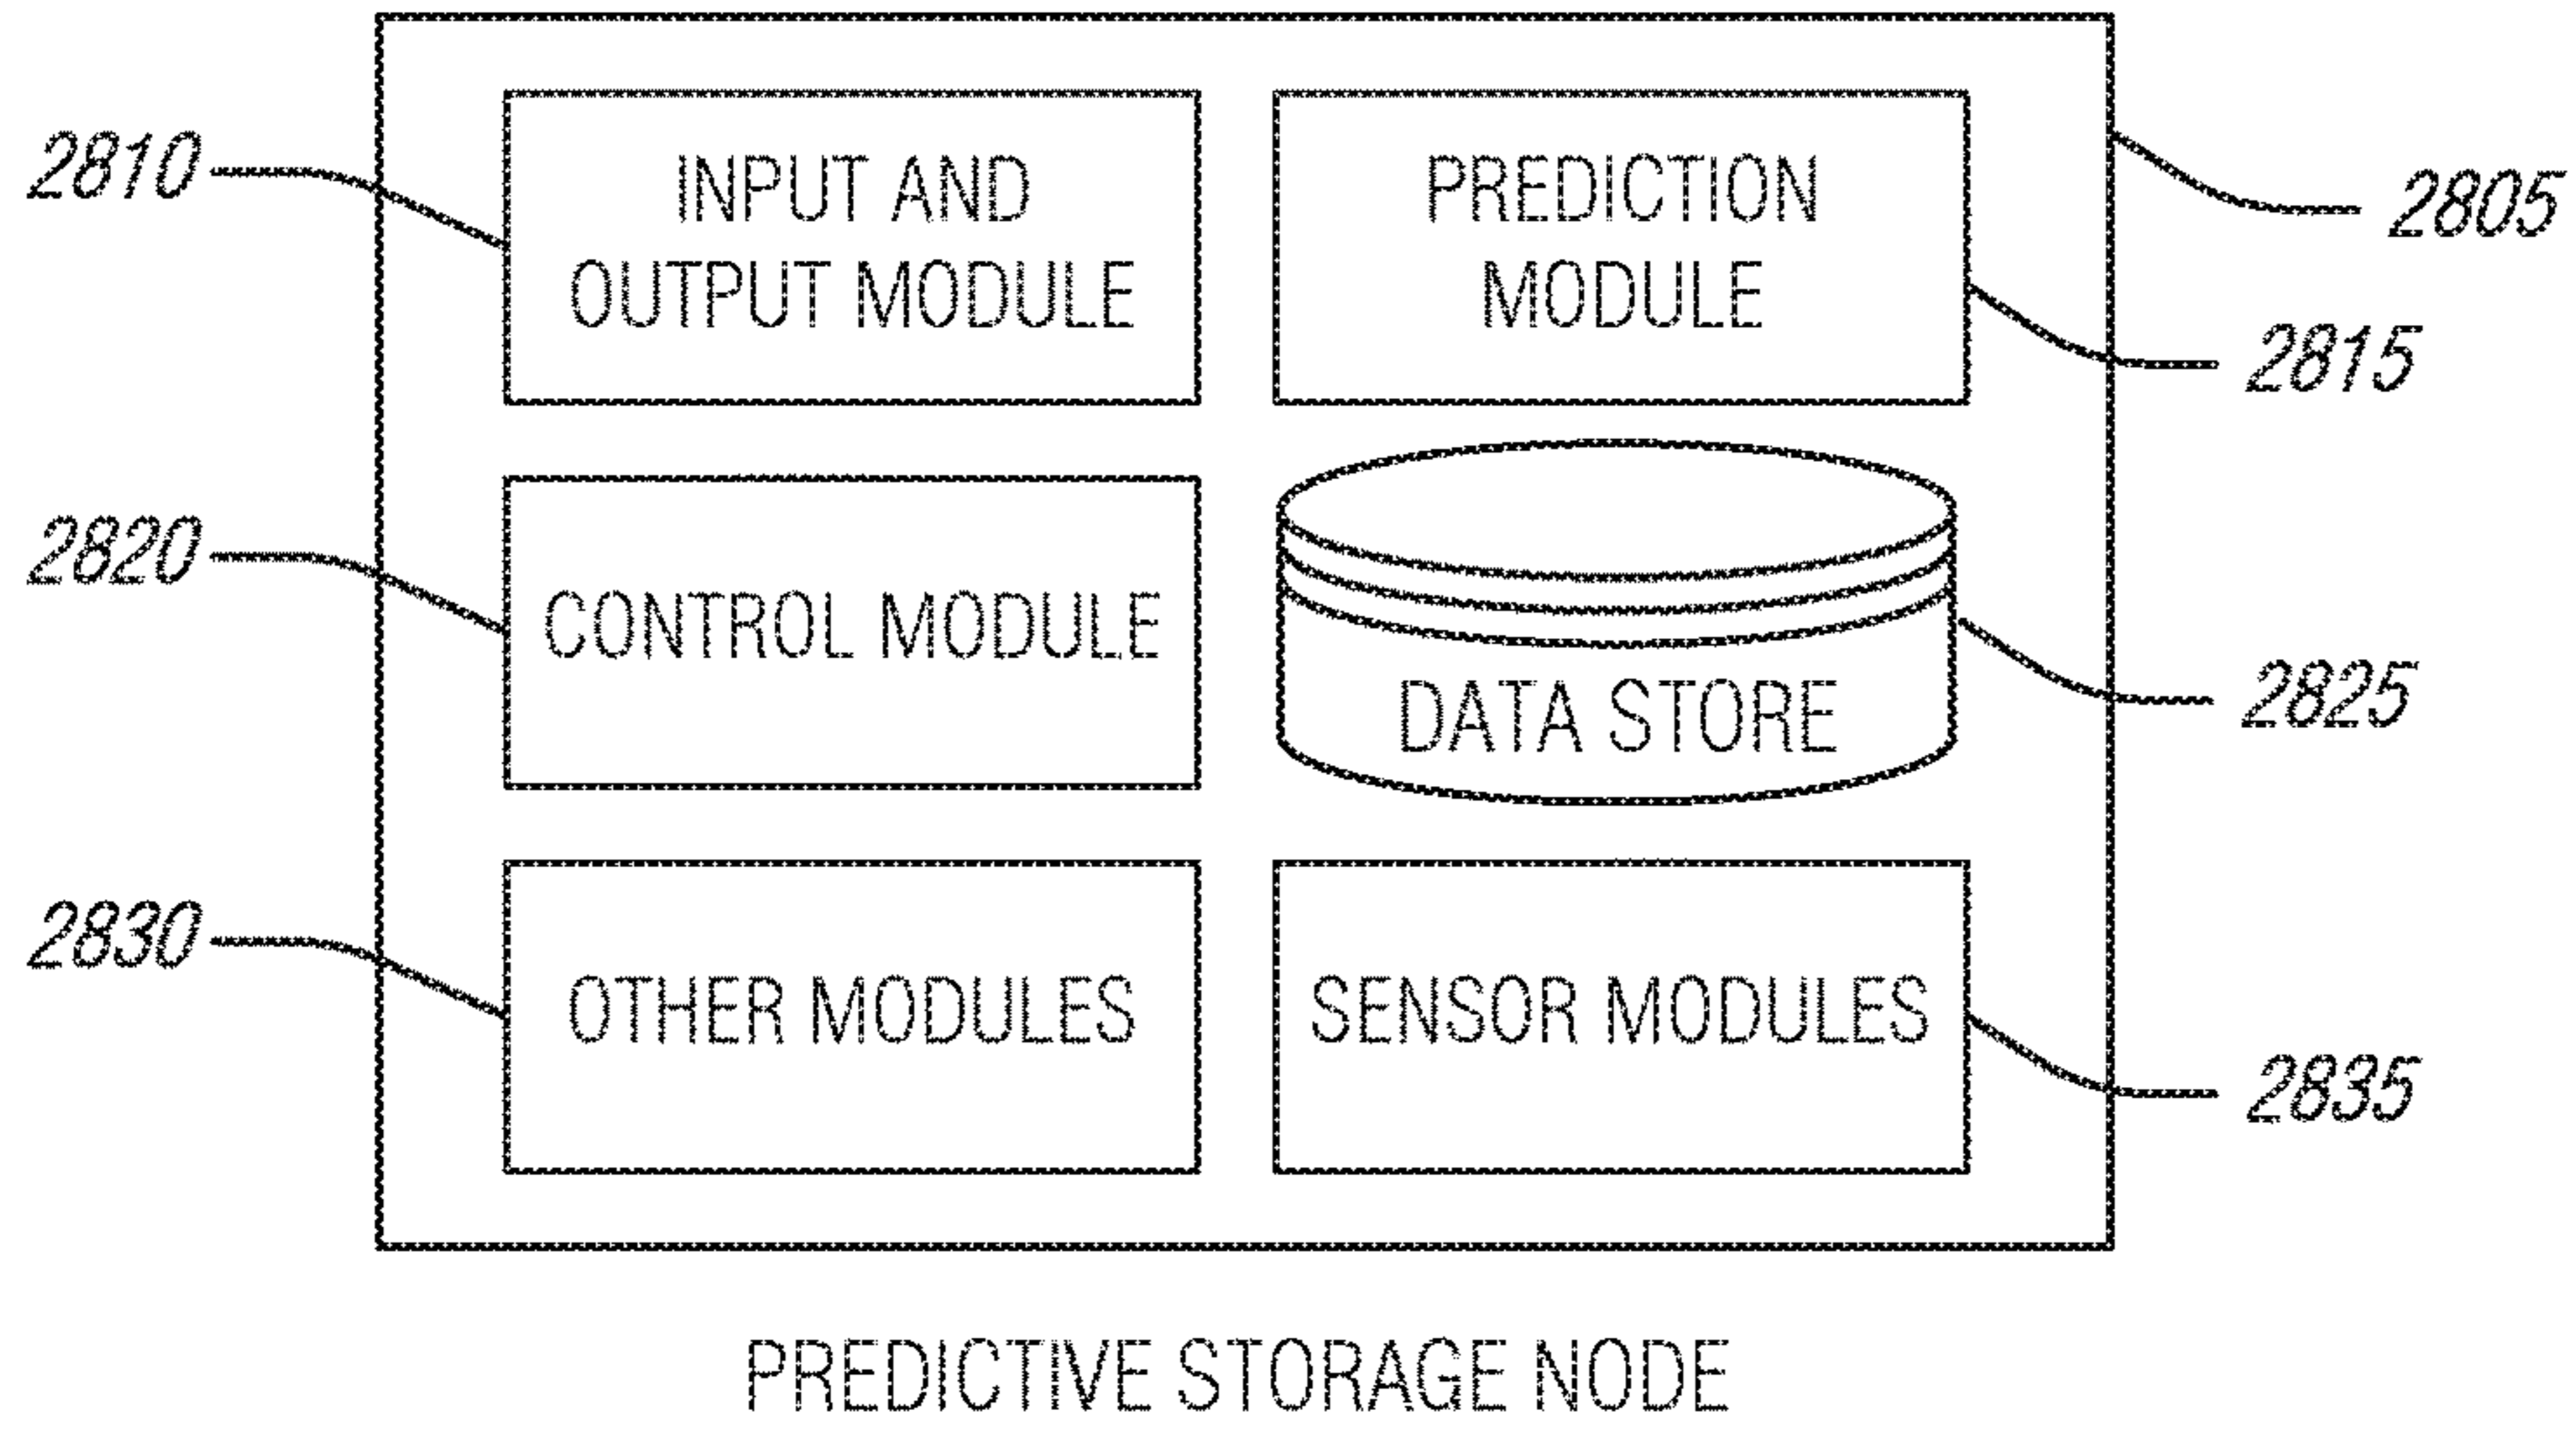 2810
INPUT AND
OUTPUT MODULE
PREDICTION
MODULE
2805
2815
2820
CONTROL MODULE
DATA STORE
2825
2830
OTHER MODULES
SENSOR MODULES
2835
PREDICTIVE STORAGE NODE